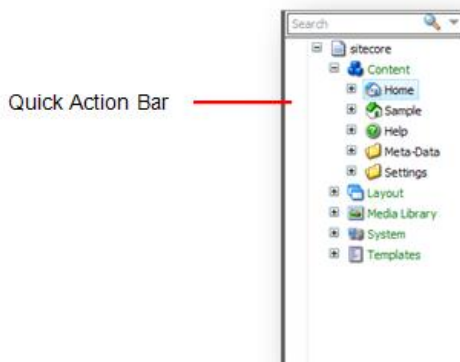 Search
sitecore
Content
Home
Quick Action Bar
Sample
Help
Meta-Data
Settings
Layout
Media Library
System
Templates